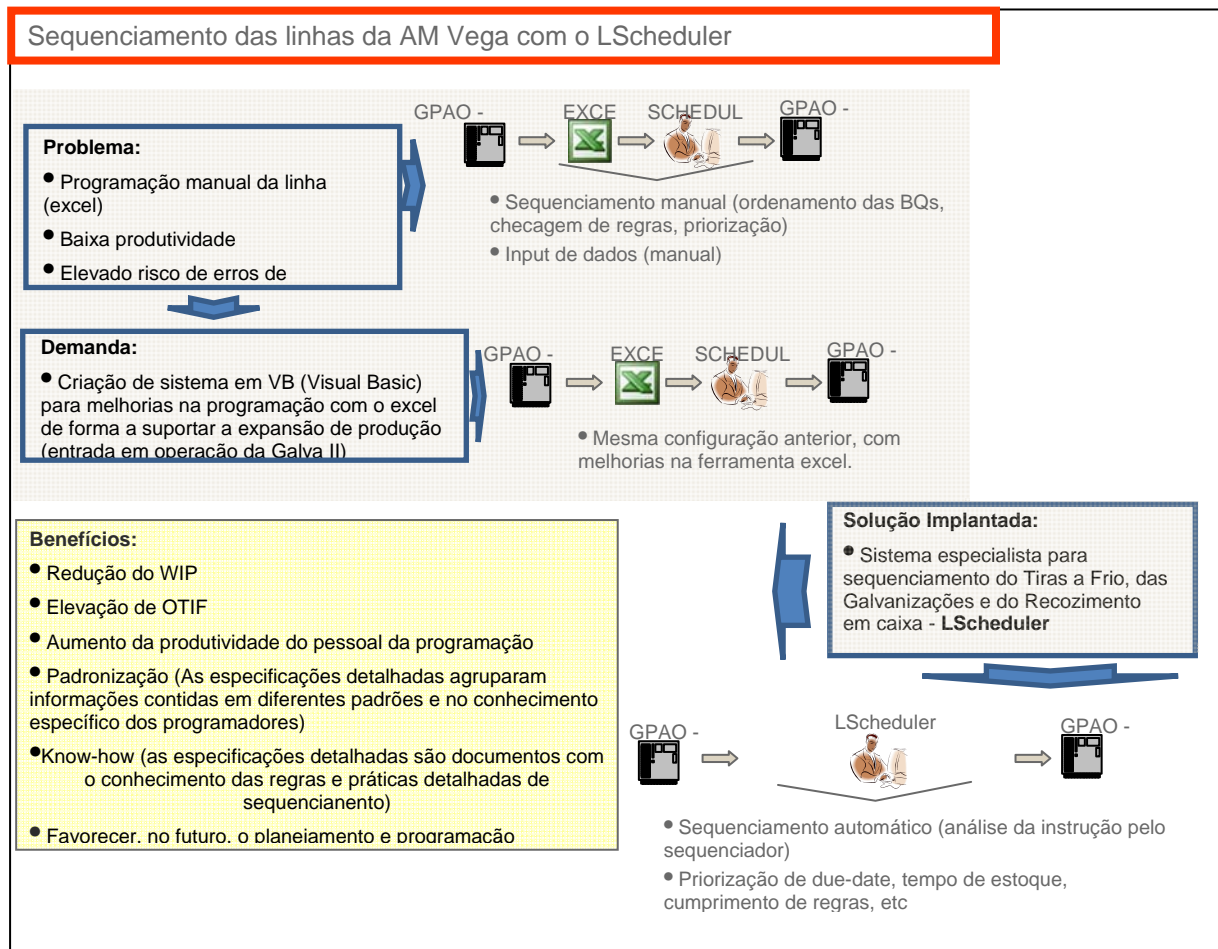 Sequenciamento das linhas da AM Vega com o LScheduler
Problema:
• Programação manual da linha
(excel)
• Baixa produtividade
• Elevado risco de erros de
GPAO -
EXCE
SCHEDUL
GPAO -
• Sequenciamento manual (ordenamento das BQs,
checagem de regras, priorização)
• Input de dados (manual)
Demanda:
• Criação de sistema em VB (Visual Basic)
para melhorias na programação com o excel
de forma a suportar a expansão de produção
(entrada em operação da Galva II)
GPAO -
EXCE
SCHEDUL
GPAO -
• Mesma configuração anterior, com
melhorias na ferramenta excel.
Solução Implantada:
• Sistema especialista para
sequenciamento do Tiras a Frio, das
Galvanizações e do Recozimento
em caixa - LScheduler
Benefícios:
• Redução do WIP
• Elevação de OTIF
• Aumento da produtividade do pessoal da programação
• Padronização (As especificações detalhadas agruparam
informações contidas em diferentes padrões e no conhecimento
específico dos programadores)
•Know-how (as especificações detalhadas são documentos com
o conhecimento das regras e práticas detalhadas de
sequencianento)
• Favorecer, no futuro, o planejamento e programação
GPAO -
LScheduler
GPAO -
• Sequenciamento automático (análise da instrução pelo
sequenciador)
• Priorização de due-date, tempo de estoque,
cumprimento de regras, etc